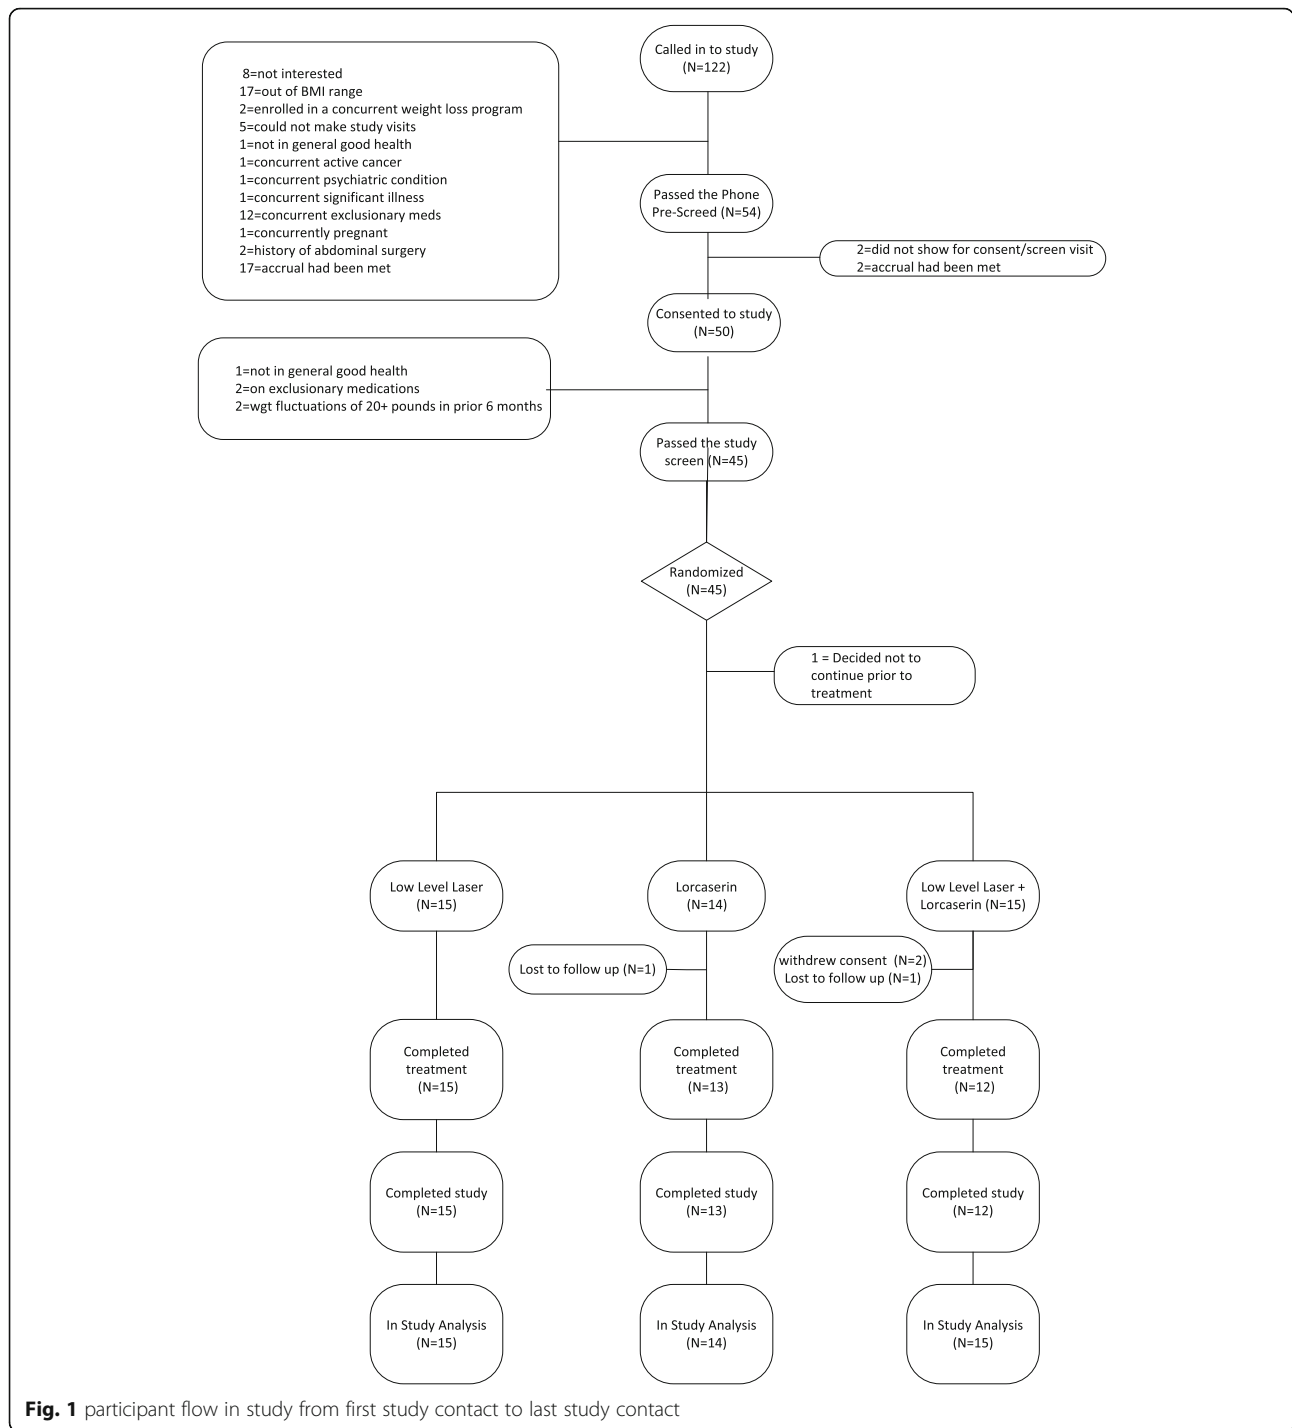 Called in to study
(N=122)
8=not interested
17=out of BMI range
2=enrolled in a concurrent weight loss program
5=could not make study visits
1=not in general good health
1=concurrent active cancer
1=concurrent psychiatric condition
1=concurrent significant illness
12=concurrent exclusionary meds
1=concurrently pregnant
2=history of abdominal surgery
17=accrual had been met
Passed the Phone
Pre-Screed (N=54)
2=did not show for consent/screen visit
2=accrual had been met
Consented to study
(N=50)
1=not in general good health
2=on exclusionary medications
2=wgt fluctuations of 20+ pounds in prior 6 months
Passed the study
screen (N=45)
Randomized
(N=45)
1 = Decided not to
continue prior to
treatment
Low Level Laser
(N=15)
Lorcaserin
(N=14)
Low Level Laser +
Lorcaserin (N=15)
Lost to follow up (N=1)
withdrew consent (N=2)
Lost to follow up (N=1)
Completed
treatment
(N=15)
Completed
treatment
(N=13)
Completed
treatment
(N=12)
Completed study
(N=15)
Completed study
(N=13)
Completed study
(N=12)
In Study Analysis
(N=15)
In Study Analysis
(N=14)
In Study Analysis
(N=15)
Fig. 1 participant flow in study from first study contact to last study contact